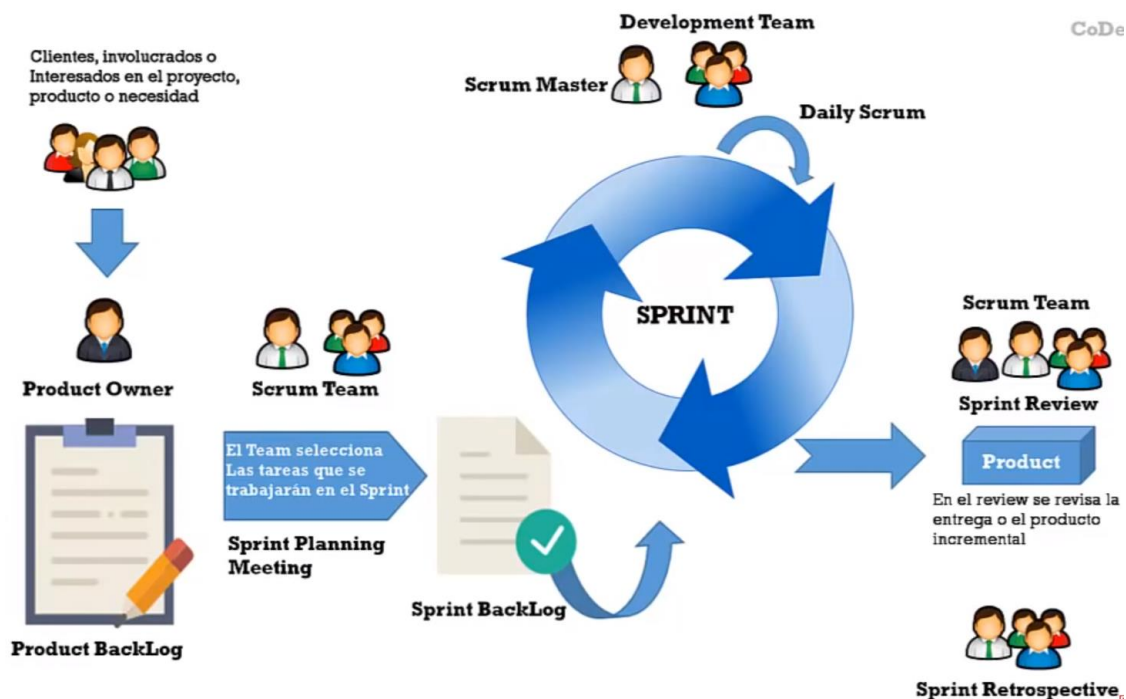 Clientes, involucrados o
Interesados en el proyecto,
producto o necesidad
Product Owner
Product BackLog
Scrum Team
El Team selecciona
Las tareas que se
trabajarán en el Sprint
Sprint Planning
Meeting
Sprint BackLog
Development Team
Scrum Master
Daily Scrum
SPRINT
CoDe
Scrum Team
Sprint Review
Product
En el review se revisa la
entrega o el producto
incremental
Sprint Retrospective